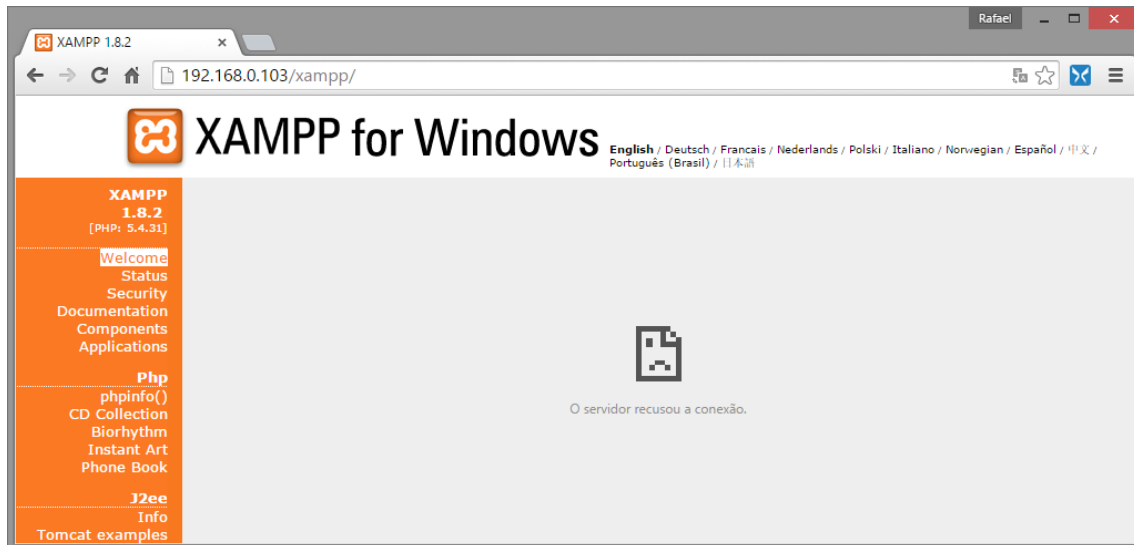 Rafael
XAMPP 1.8.2
192.168.0.103/xampp/
XAMPP for Windows
English / Deutsch / Francais / Nederlands / Polski / Italiano / Norwegian / Español / 中文 /
Português (Brasil) / 日本語
XAMPP
1.8.2
[PHP: 5.4.31]
Welcome
Status
Security
Documentation
Components
Applications
Php
phpinfo()
CD Collection
Biorhythm
Instant Art
Phone Book
J2ee
Info
Tomcat examples
O servidor recusou a conexão.